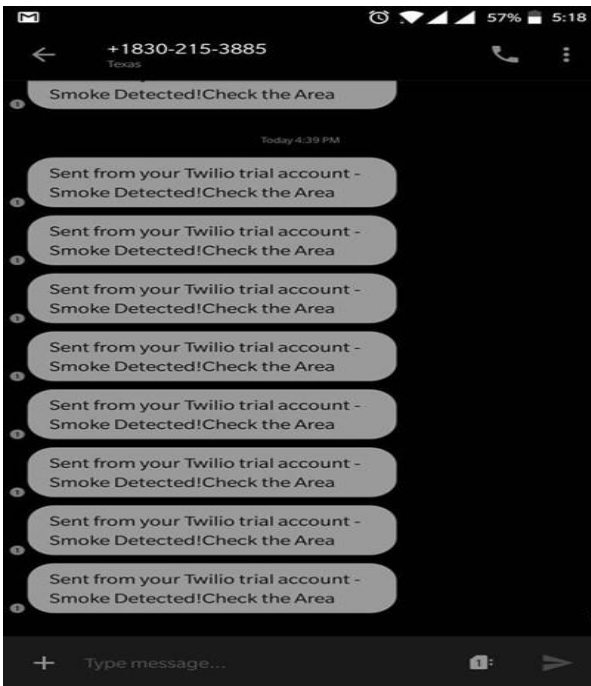 57% 5:18
+1830-215-3885
Texas
Smoke Detected!Check the Area
Today 4:39 PM
Sent from your Twilio trial account -
Smoke Detected!Check the Area
Sent from your Twilio trial account -
Smoke Detected!Check the Area
Sent from your Twilio trial account -
Smoke Detected!Check the Area
Sent from your Twilio trial account -
Smoke Detected!Check the Area
Sent from your Twilio trial account -
Smoke Detected!Check the Area
Sent from your Twilio trial account -
Smoke Detected!Check the Area
Sent from your Twilio trial account -
Smoke Detected!Check the Area
Sent from your Twilio trial account -
Smoke Detected!Check the Area
Type message...
1